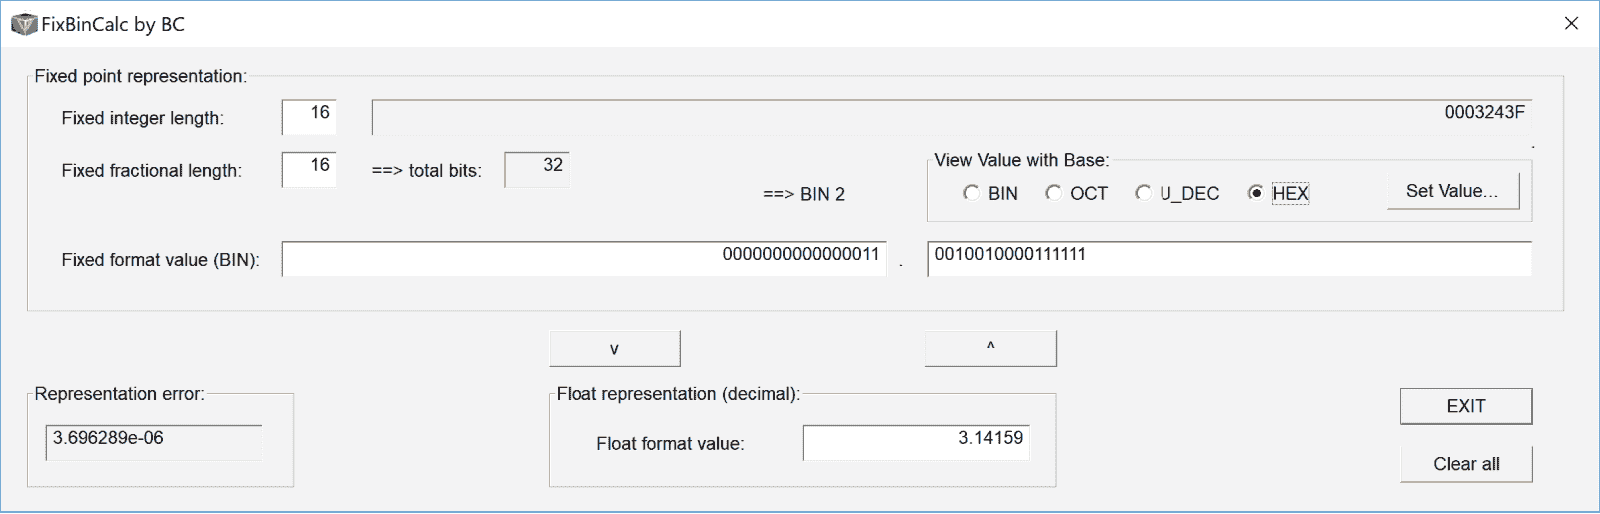 FixBinCalc by BC
Fixed point representation:
Fixed integer length: 16 0003243F
.
Fixed fractional length: 16 ==> total bits: 32
View Value with Base:
==> BIN 2 BIN OCT U_DEC HEX Set Value...
Fixed format value (BIN): 0000000000000011 . 0010010000111111
v ^
Representation error: Float representation (decimal):
EXIT
3.696289e-06 Float format value: 3.14159
Clear all